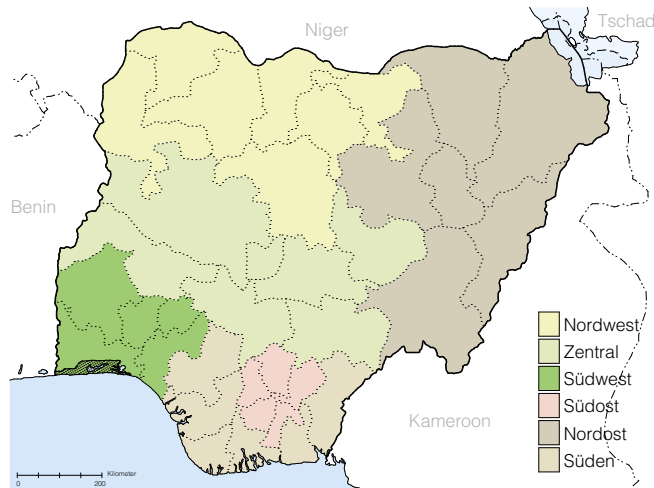 Niger
Tschad
Benin
Nordwest
Zentral
Südwest
Südost
Nordost
Süden
Kameroon
Kilometer
0 200